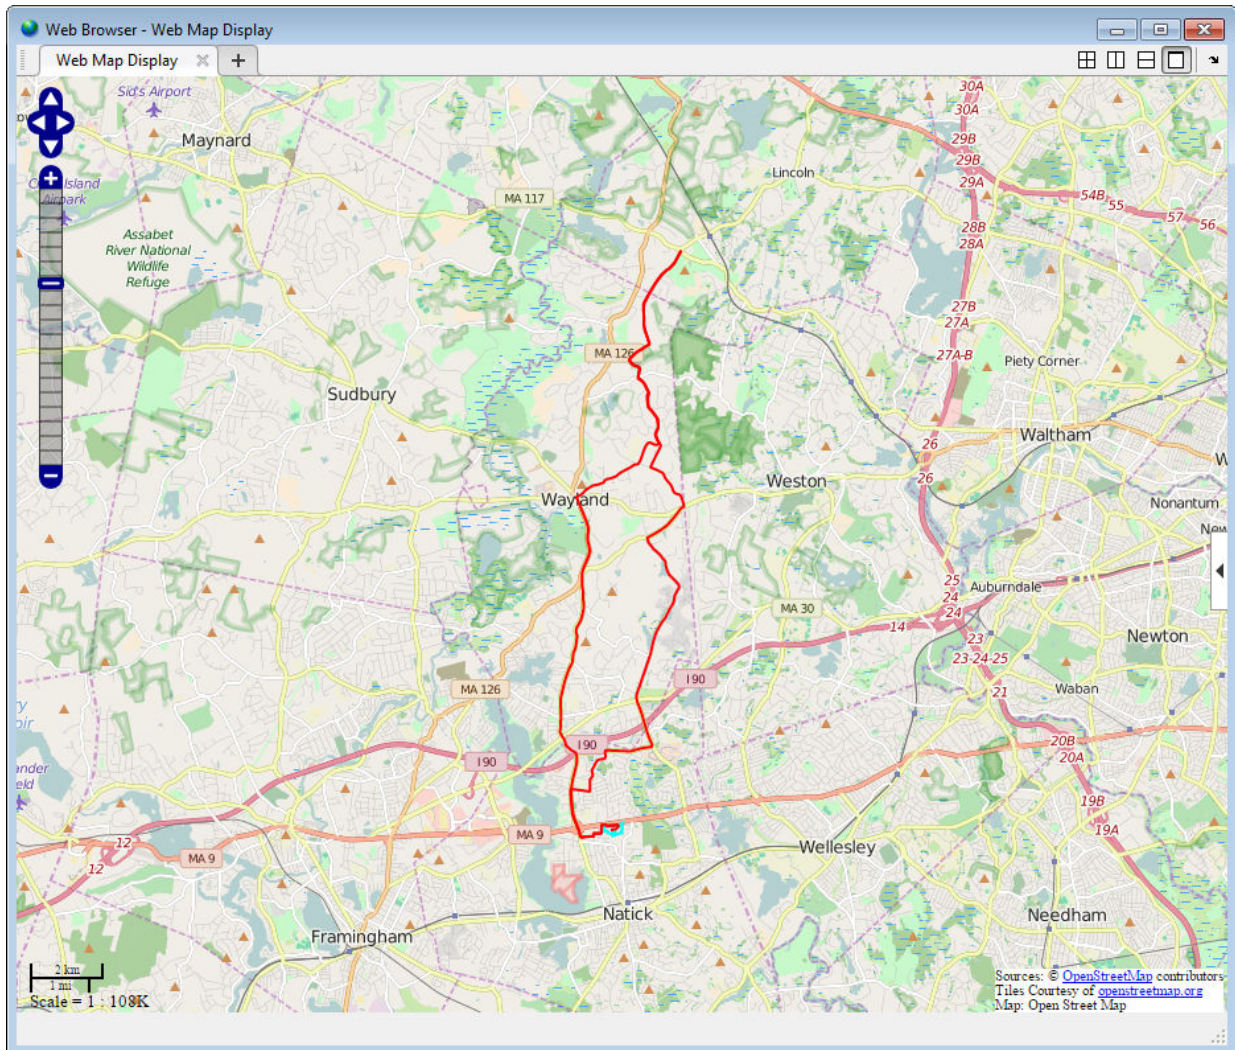 Web Browser - Web Map Display
Web Map Display
+
Sid's Airport
Maynard
Island
Airpark
Assabet
River National
Wildlife
Refuge
MA 117
Lincoln
30A
30A
29B
29B
29A
54B
55
57
56
28B
28A
27B
27A
27A-B
Piety Corner
MA 126
Sudbury
Waltham
26
26
Weston
Wayland
Nonantum
25
24
24
Auburndale
MA 30
14
23
23-24-25
Newton
I 90
MA 126
21
Waban
I 90
I 90
20B
20A
19B
19A
MA 9
12
12
MA 9
Wellesley
Natick
Needham
Framingham
2 km
1 mi
Scale = 1 : 108K
Sources: © OpenStreetMap contributors
Tiles Courtesy of openstreetmap.org
Map: Open Street Map